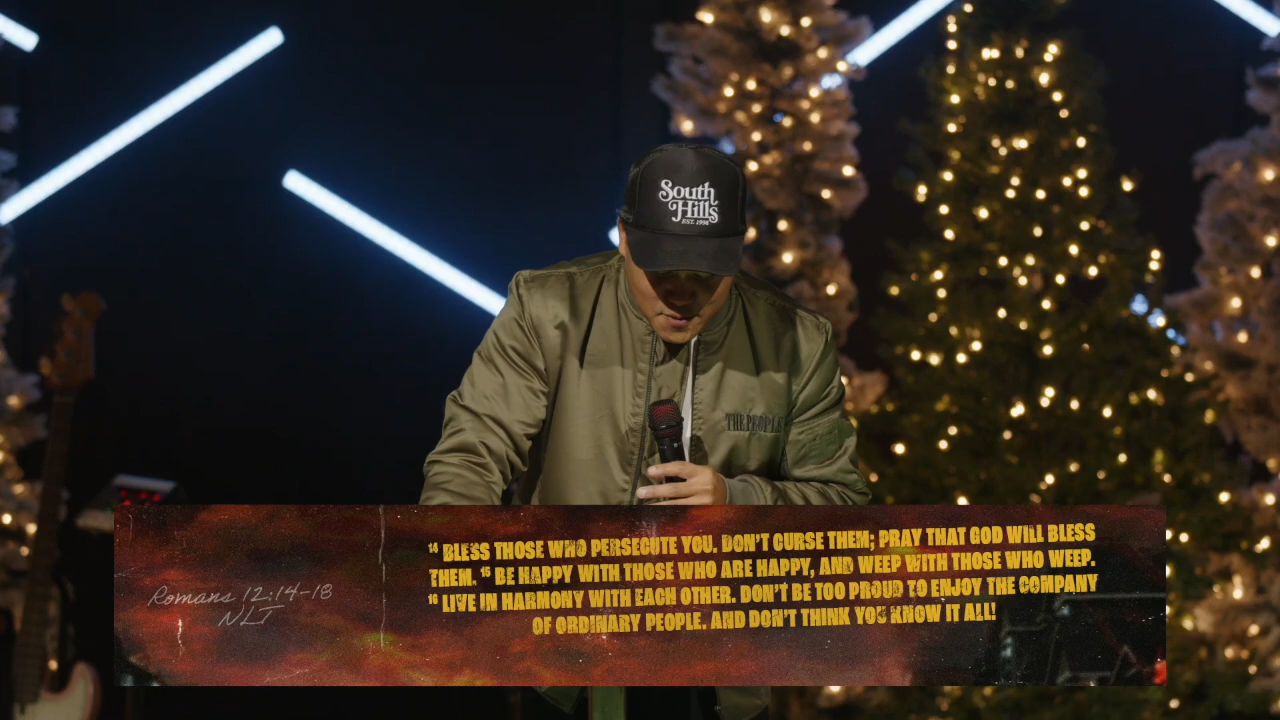 South
Hills
EST. 1996
THEPEOPLE
Romans 12:14-18
NLT
¹⁴ BLESS THOSE WHO PERSECUTE YOU. DON'T CURSE THEM; PRAY THAT GOD WILL BLESS
THEM. ¹⁵ BE HAPPY WITH THOSE WHO ARE HAPPY, AND WEEP WITH THOSE WHO WEEP.
¹⁶ LIVE IN HARMONY WITH EACH OTHER. DON'T BE TOO PROUD TO ENJOY THE COMPANY
OF ORDINARY PEOPLE. AND DON'T THINK YOU KNOW IT ALL!